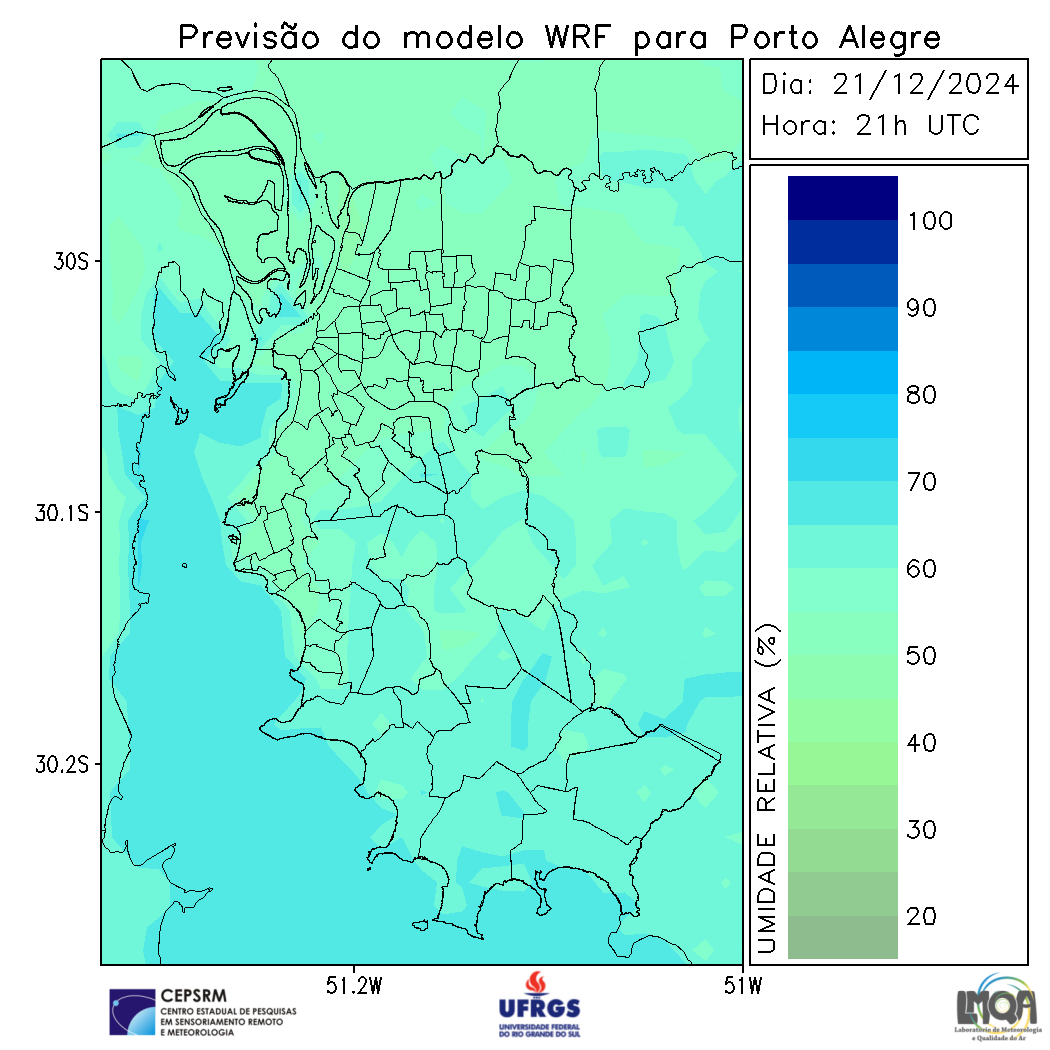 Previsão do modelo WRF para Porto Alegre
Dia: 21/12/2024
Hora: 21h UTC
30S
30.1S
30.2S
51.2W
51W
UMIDADE RELATIVA (%)
100
90
80
70
60
50
40
30
20
CEPSRM
CENTRO ESTADUAL DE PESQUISAS
EM SENSORIAMENTO REMOTO
E METEOROLOGIA
UFRGS
UNIVERSIDADE FEDERAL
DO RIO GRANDE DO SUL
LMQA
Laboratório de Meteorologia
e Qualidade do Ar